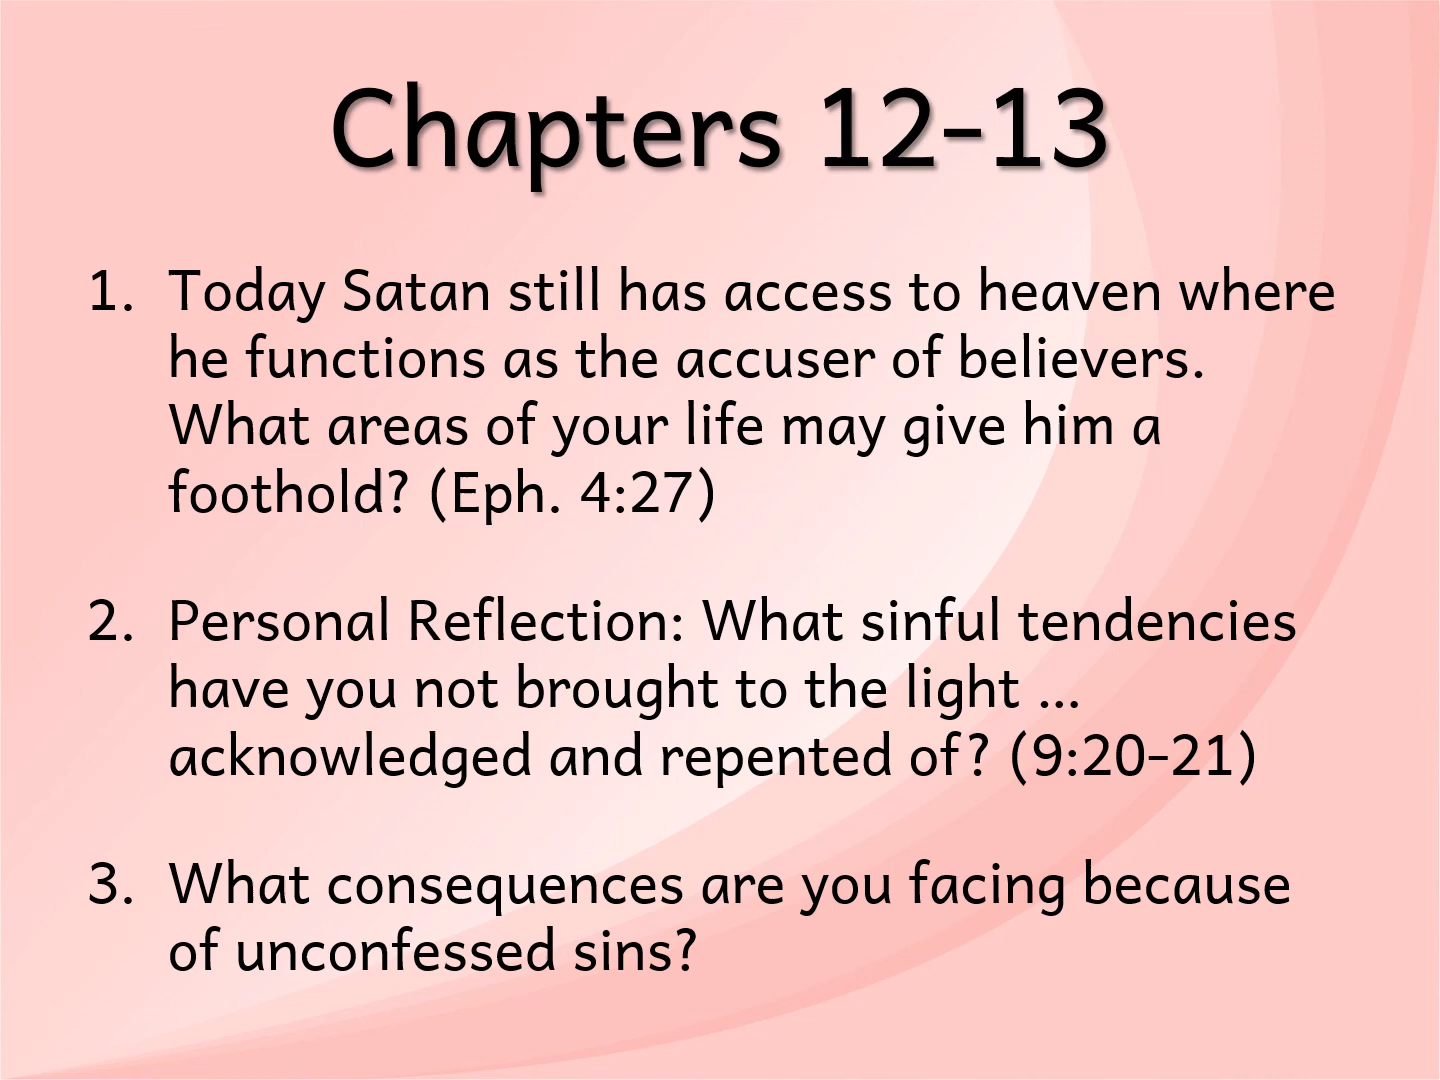 Chapters 12-13
1. Today Satan still has access to heaven where
he functions as the accuser of believers.
What areas of your life may give him a
foothold? (Eph. 4:27)
2. Personal Reflection: What sinful tendencies
have you not brought to the light ...
acknowledged and repented of? (9:20-21)
3. What consequences are you facing because
of unconfessed sins?